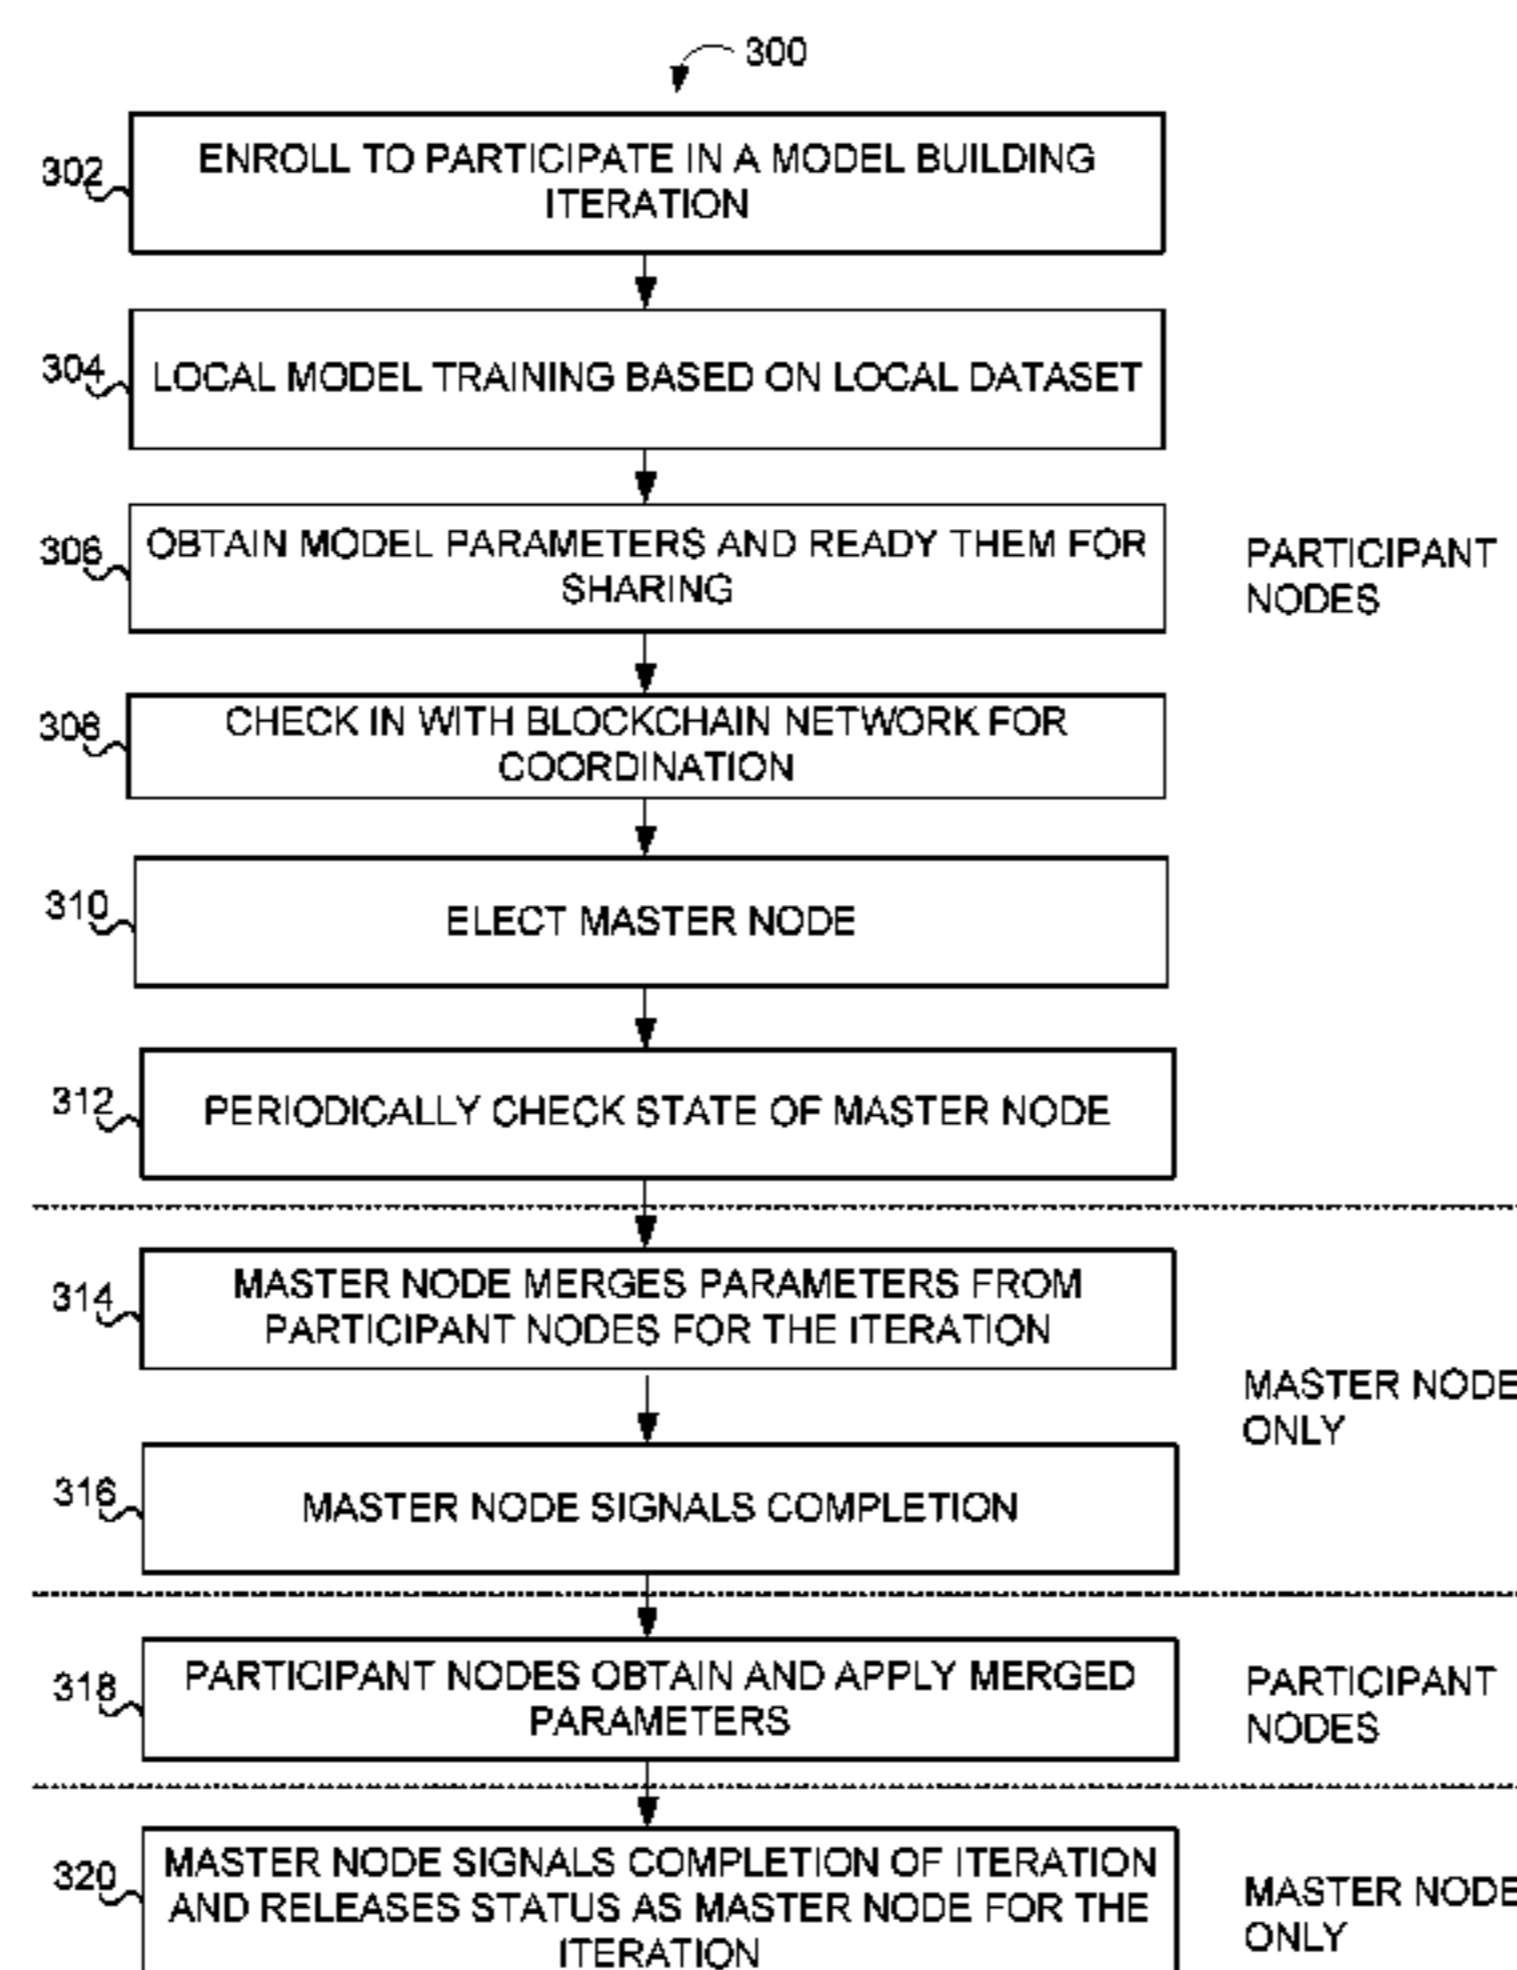 300
302
ENROLL TO PARTICIPATE IN A MODEL BUILDING
ITERATION
304
LOCAL MODEL TRAINING BASED ON LOCAL DATASET
306
OBTAIN MODEL PARAMETERS AND READY THEM FOR
SHARING
PARTICIPANT
NODES
308
CHECK IN WITH BLOCKCHAIN NETWORK FOR
COORDINATION
310
ELECT MASTER NODE
312
PERIODICALLY CHECK STATE OF MASTER NODE
314
MASTER NODE MERGES PARAMETERS FROM
PARTICIPANT NODES FOR THE ITERATION
MASTER NODE
ONLY
316
MASTER NODE SIGNALS COMPLETION
318
PARTICIPANT NODES OBTAIN AND APPLY MERGED
PARAMETERS
PARTICIPANT
NODES
320
MASTER NODE SIGNALS COMPLETION OF ITERATION
AND RELEASES STATUS AS MASTER NODE FOR THE
ITERATION
MASTER NODE
ONLY